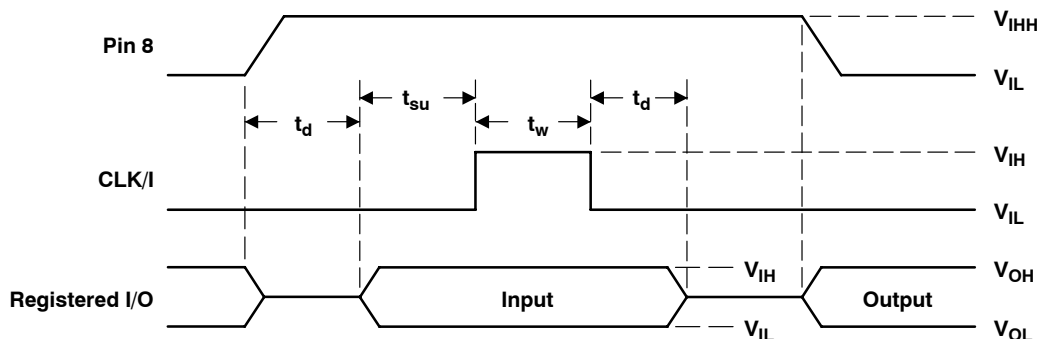 V_IHH
Pin 8
V_IL
t_su
t_d
t_d
t_w
V_IH
CLK/I
V_IL
V_IH
V_OH
Registered I/O
Input
Output
V_IL
V_OL